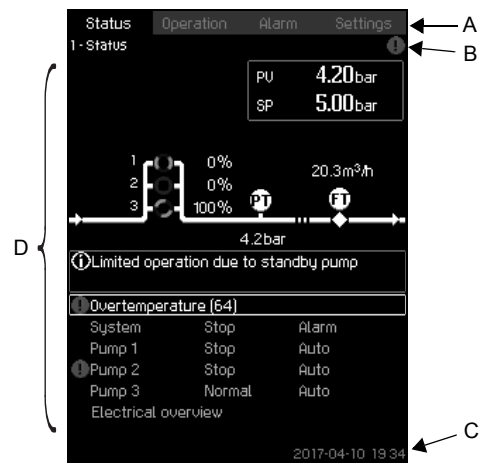 Status Operation Alarm Settings A
1 - Status B
PV 4.20bar
SP 5.00bar
1 0%
2 0%
3 100%
20.3m³/h
PT FT
4.2bar
D
Limited operation due to standby pump
Overtemperature (64)
System Stop Alarm
Pump 1 Stop Auto
Pump 2 Stop Auto
Pump 3 Normal Auto
Electrical overview
C
2017-04-10 19:34